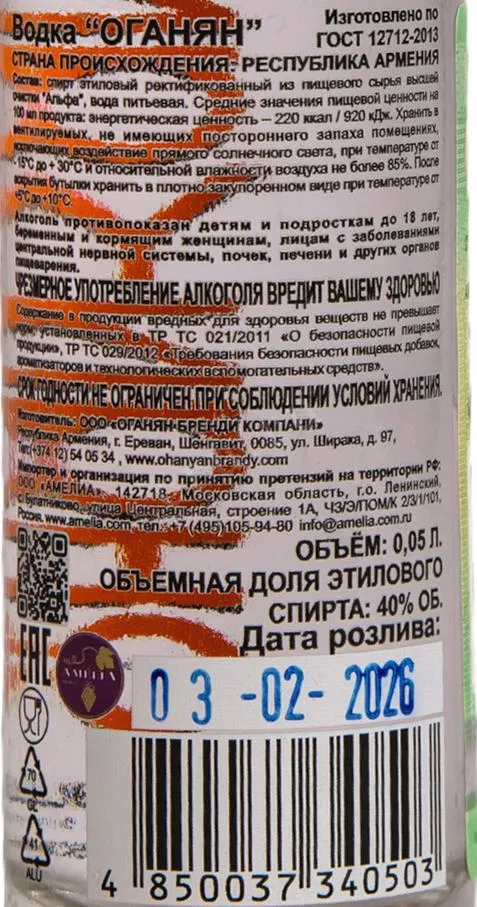 Водка “ОГАНЯН”
Изготовлено по
ГОСТ 12712-2013
СТРАНА ПРОИСХОЖДЕНИЯ: РЕСПУБЛИКА АРМЕНИЯ
Состав: спирт этиловый ректификованный из пищевого сырья высшей
очистки "Альфа", вода питьевая. Средние значения пищевой ценности на
100 мл продукта: энергетическая ценность – 220 ккал / 920 кДж. Хранить в
вентилируемых, не имеющих постороннего запаха помещениях,
исключающих воздействие прямого солнечного света, при температуре от
- 15°С до + 30°С и относительной влажности воздуха не более 85%. После
вскрытия бутылки хранить в плотно закупоренном виде при температуре от
+5°С до +10°С.
Алкоголь противопоказан детям и подросткам до 18 лет,
беременным и кормящим женщинам, лицам с заболеваниями
центральной нервной системы, почек, печени и других органов
пищеварения.
ЧРЕЗМЕРНОЕ УПОТРЕБЛЕНИЕ АЛКОГОЛЯ ВРЕДИТ ВАШЕМУ ЗДОРОВЬЮ
Содержание в продукции вредных для здоровья веществ не превышает
норм, установленных в ТР ТС 021/2011 «О безопасности пищевой
продукции», ТР ТС 029/2012 «Требования безопасности пищевых добавок,
ароматизаторов и технологических вспомогательных средств».
СРОК ГОДНОСТИ НЕ ОГРАНИЧЕН ПРИ СОБЛЮДЕНИИ УСЛОВИЙ ХРАНЕНИЯ.
Изготовитель: ООО «ОГАНЯН БРЕНДИ КОМПАНИ»
Республика Армения, г. Ереван, Шенгавит, 0085, ул. Ширака, д. 97,
Тел:(+374 12) 54 05 34 , www.ohanyanbrandy.com
Импортер и организация по принятию претензий на территории РФ:
ООО «АМЕЛИЯ» 142718, Московская область, г.о. Ленинский,
с/ булатниково, улица Центральная, строение 1А, ЧЗ/Э/ПОМ/К 2/3/1/101,
Россия. www.amelia.com, тел.: +7 (495)105-94-80 info@amelia.com.ru
ОБЪЁМ: 0,05 Л.
ОБЪЕМНАЯ ДОЛЯ ЭТИЛОВОГО
СПИРТА: 40% ОБ.
Дата розлива:
03 -02- 2026
EAC
AMELIA
70
GL
41
ALU
4 850037 340503